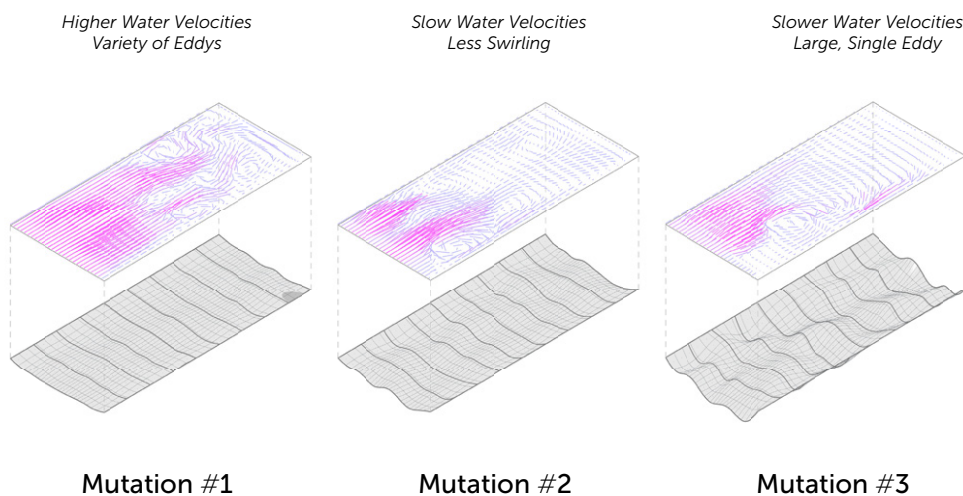 Higher Water Velocities
Variety of Eddys
Slow Water Velocities
Less Swirling
Slower Water Velocities
Large, Single Eddy
Mutation #1
Mutation #2
Mutation #3